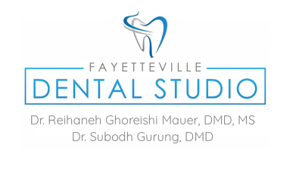 FAYETTEVILLE
DENTAL STUDIO
Dr. Reihaneh Ghoreishi Mauer, DMD, MS
Dr. Subodh Gurung, DMD